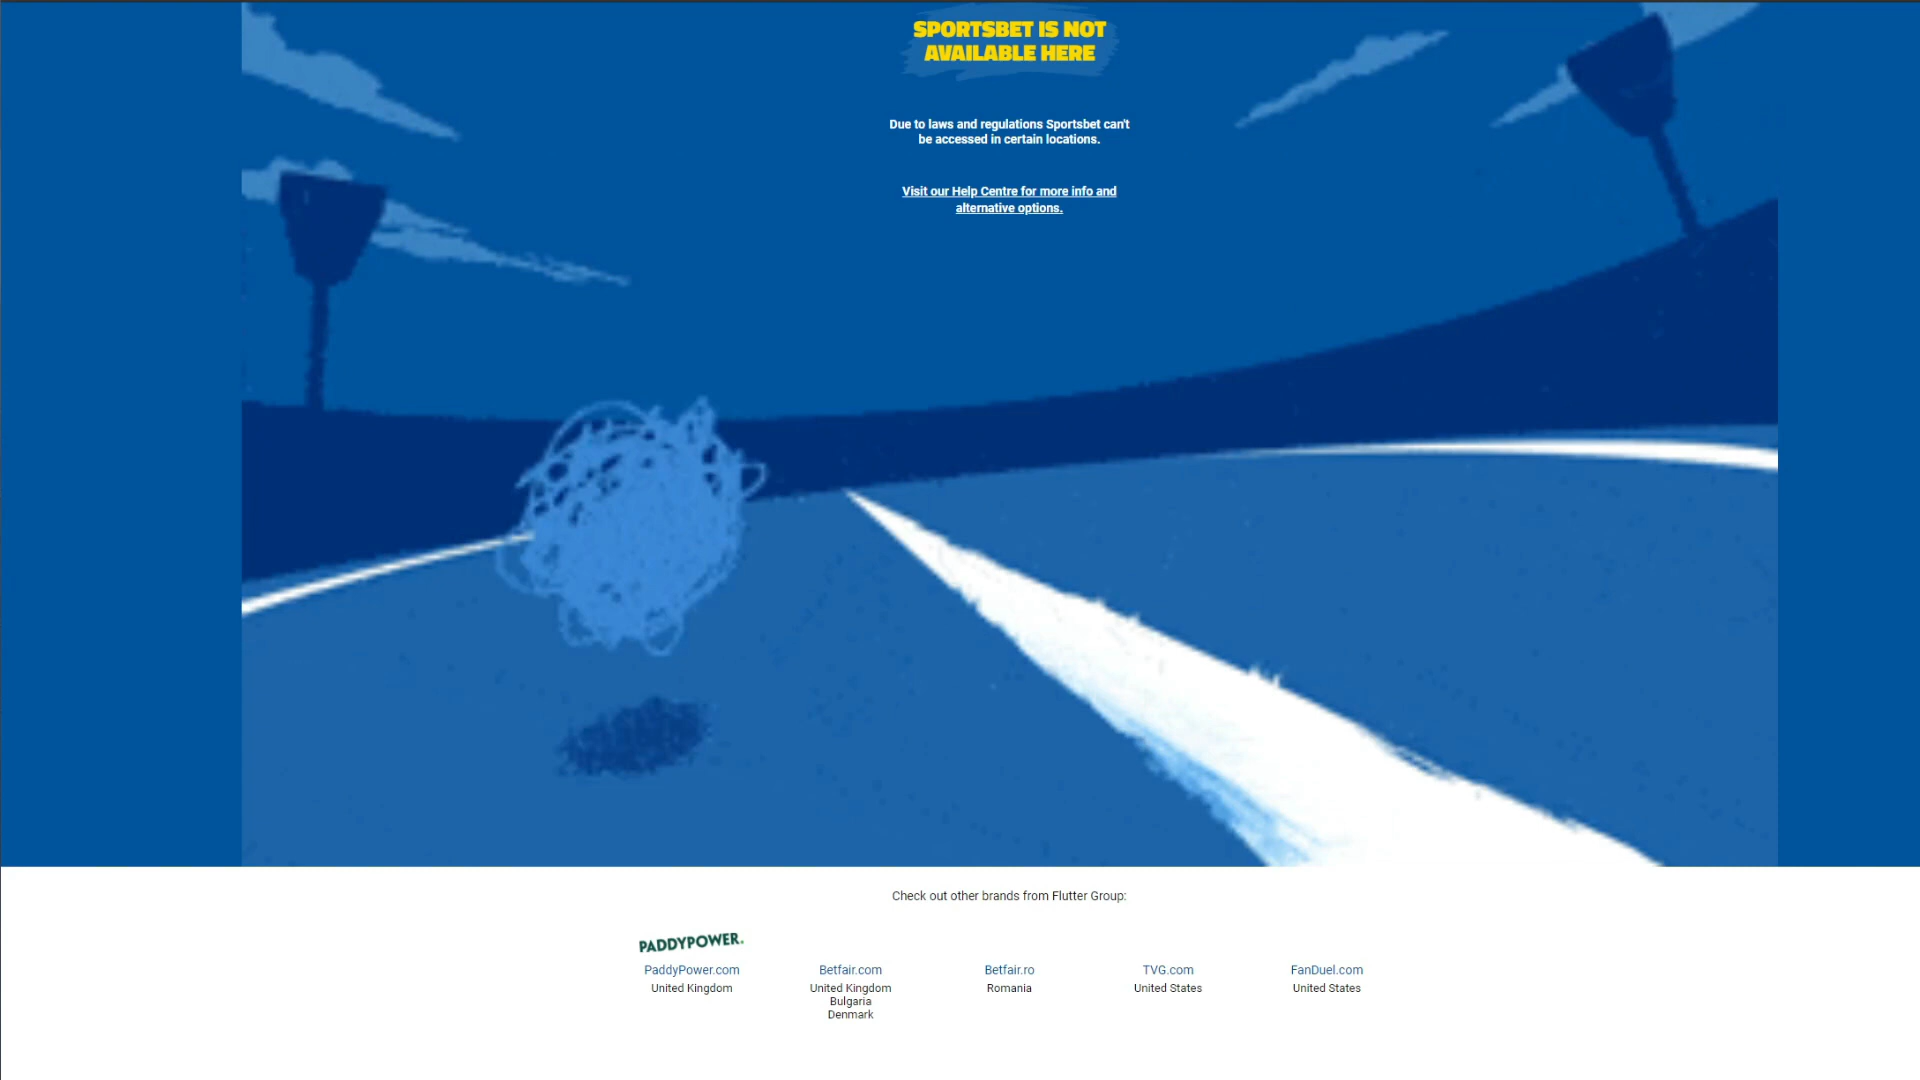 SPORTSBET IS NOT
AVAILABLE HERE
Due to laws and regulations Sportsbet can't
be accessed in certain locations.
Visit our Help Centre for more info and
alternative options.
Check out other brands from Flutter Group:
PADDYPOWER.
PaddyPower.com
United Kingdom
Betfair.com
United Kingdom
Bulgaria
Denmark
Betfair.ro
Romania
TVG.com
United States
FanDuel.com
United States